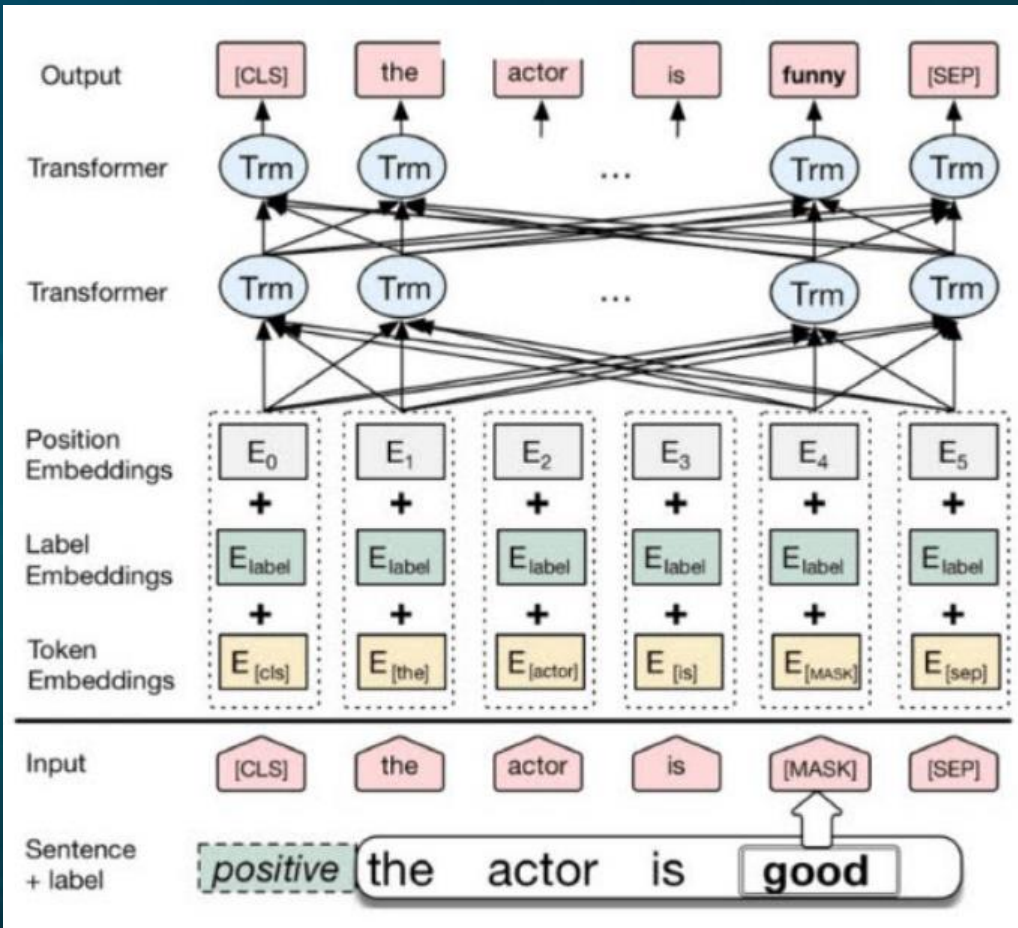 Output [CLS] the actor is funny [SEP]
Transformer Trm Trm ... Trm Trm
Transformer Trm Trm ... Trm Trm
Position
Embeddings
E0 E1 E2 E3 E4 E5
+ + + + + +
Label
Embeddings
Elabel Elabel Elabel Elabel Elabel Elabel
+ + + + + +
Token
Embeddings
E[cls] E[the] E[actor] E[is] E[MASK] E[sep]
Input [CLS] the actor is [MASK] [SEP]
Sentence
+ label
positive the actor is good